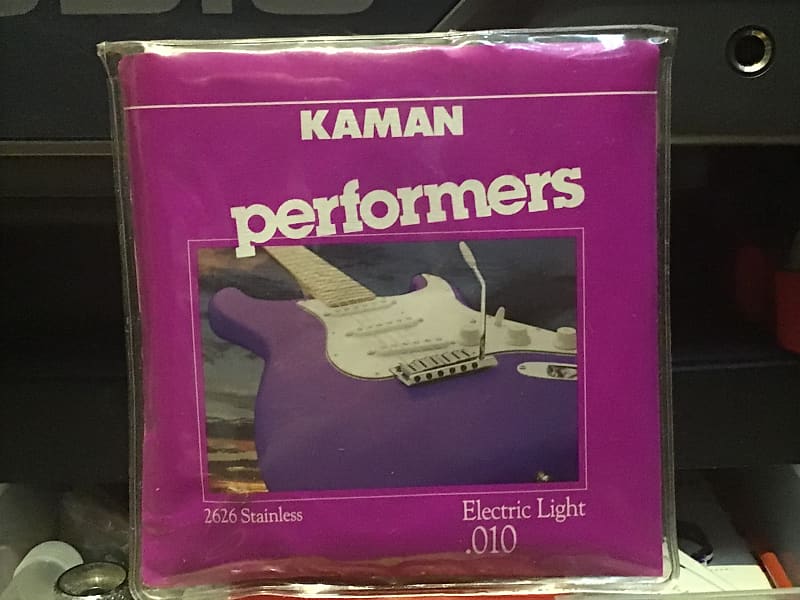 KAMAN
performers
2626 Stainless
Electric Light
.010